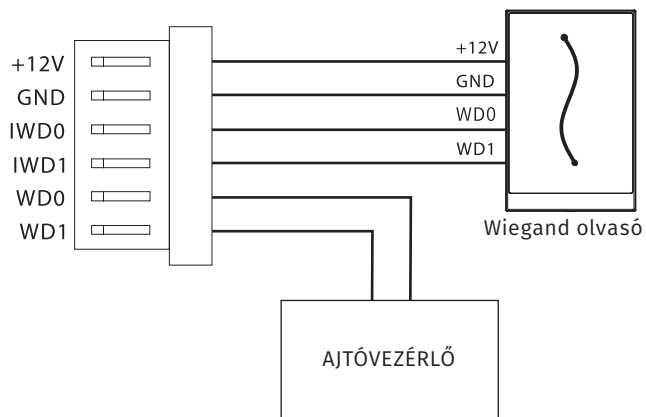 +12V
GND
IWD0
IWD1
WD0
WD1
+12V
GND
WD0
WD1
Wiegand olvasó
AJTÓVEZÉRLŐ